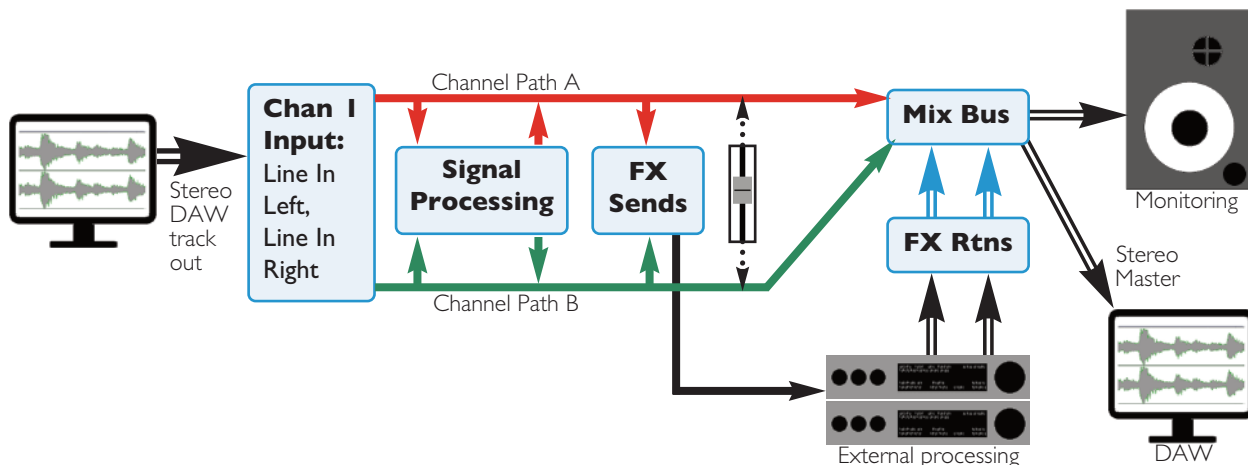 Stereo
DAW
track
out
Chan 1
Input:
Line In
Left,
Line In
Right
Channel Path A
Signal
Processing
FX
Sends
Channel Path B
Mix Bus
FX Rtns
Monitoring
Stereo
Master
External processing
DAW